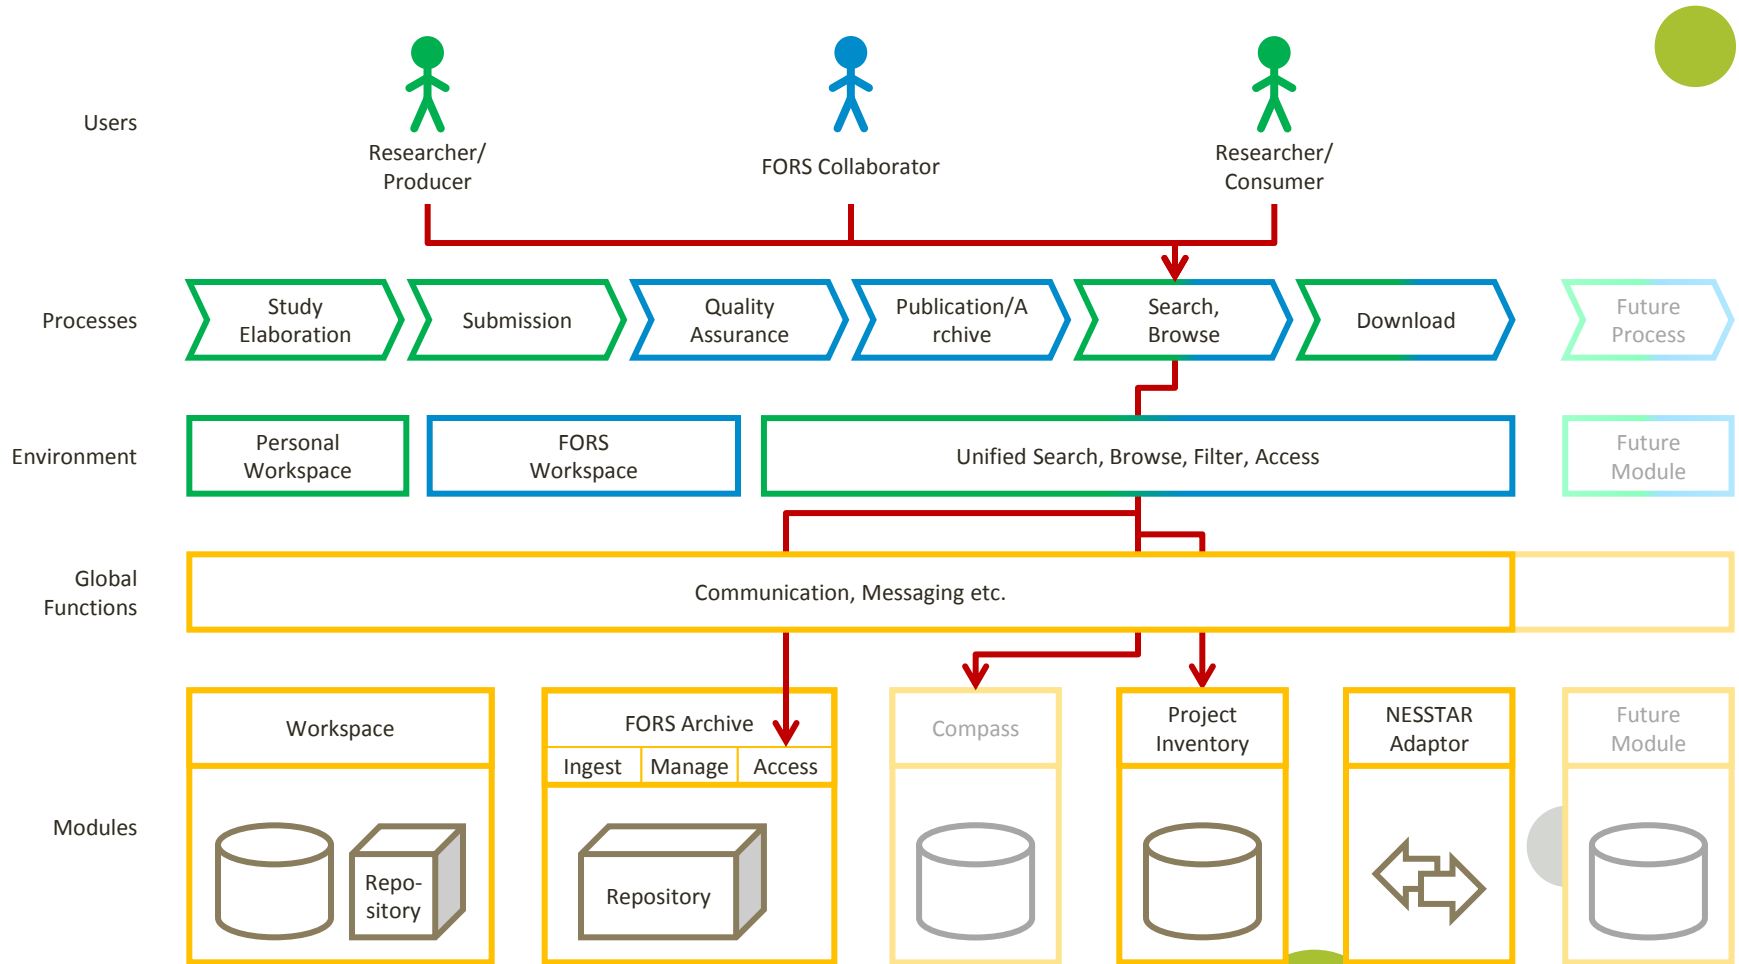 Users
Researcher/
Producer
FORS Collaborator
Researcher/
Consumer
Processes
Study
Elaboration
Submission
Quality
Assurance
Publication/A
rchive
Search,
Browse
Download
Future
Process
Environment
Personal
Workspace
FORS
Workspace
Unified Search, Browse, Filter, Access
Future
Module
Global
Functions
Communication, Messaging etc.
Modules
Workspace
Repo-
sitory
FORS Archive
Ingest
Manage
Access
Repository
Compass
Project
Inventory
NESSTAR
Adaptor
Future
Module